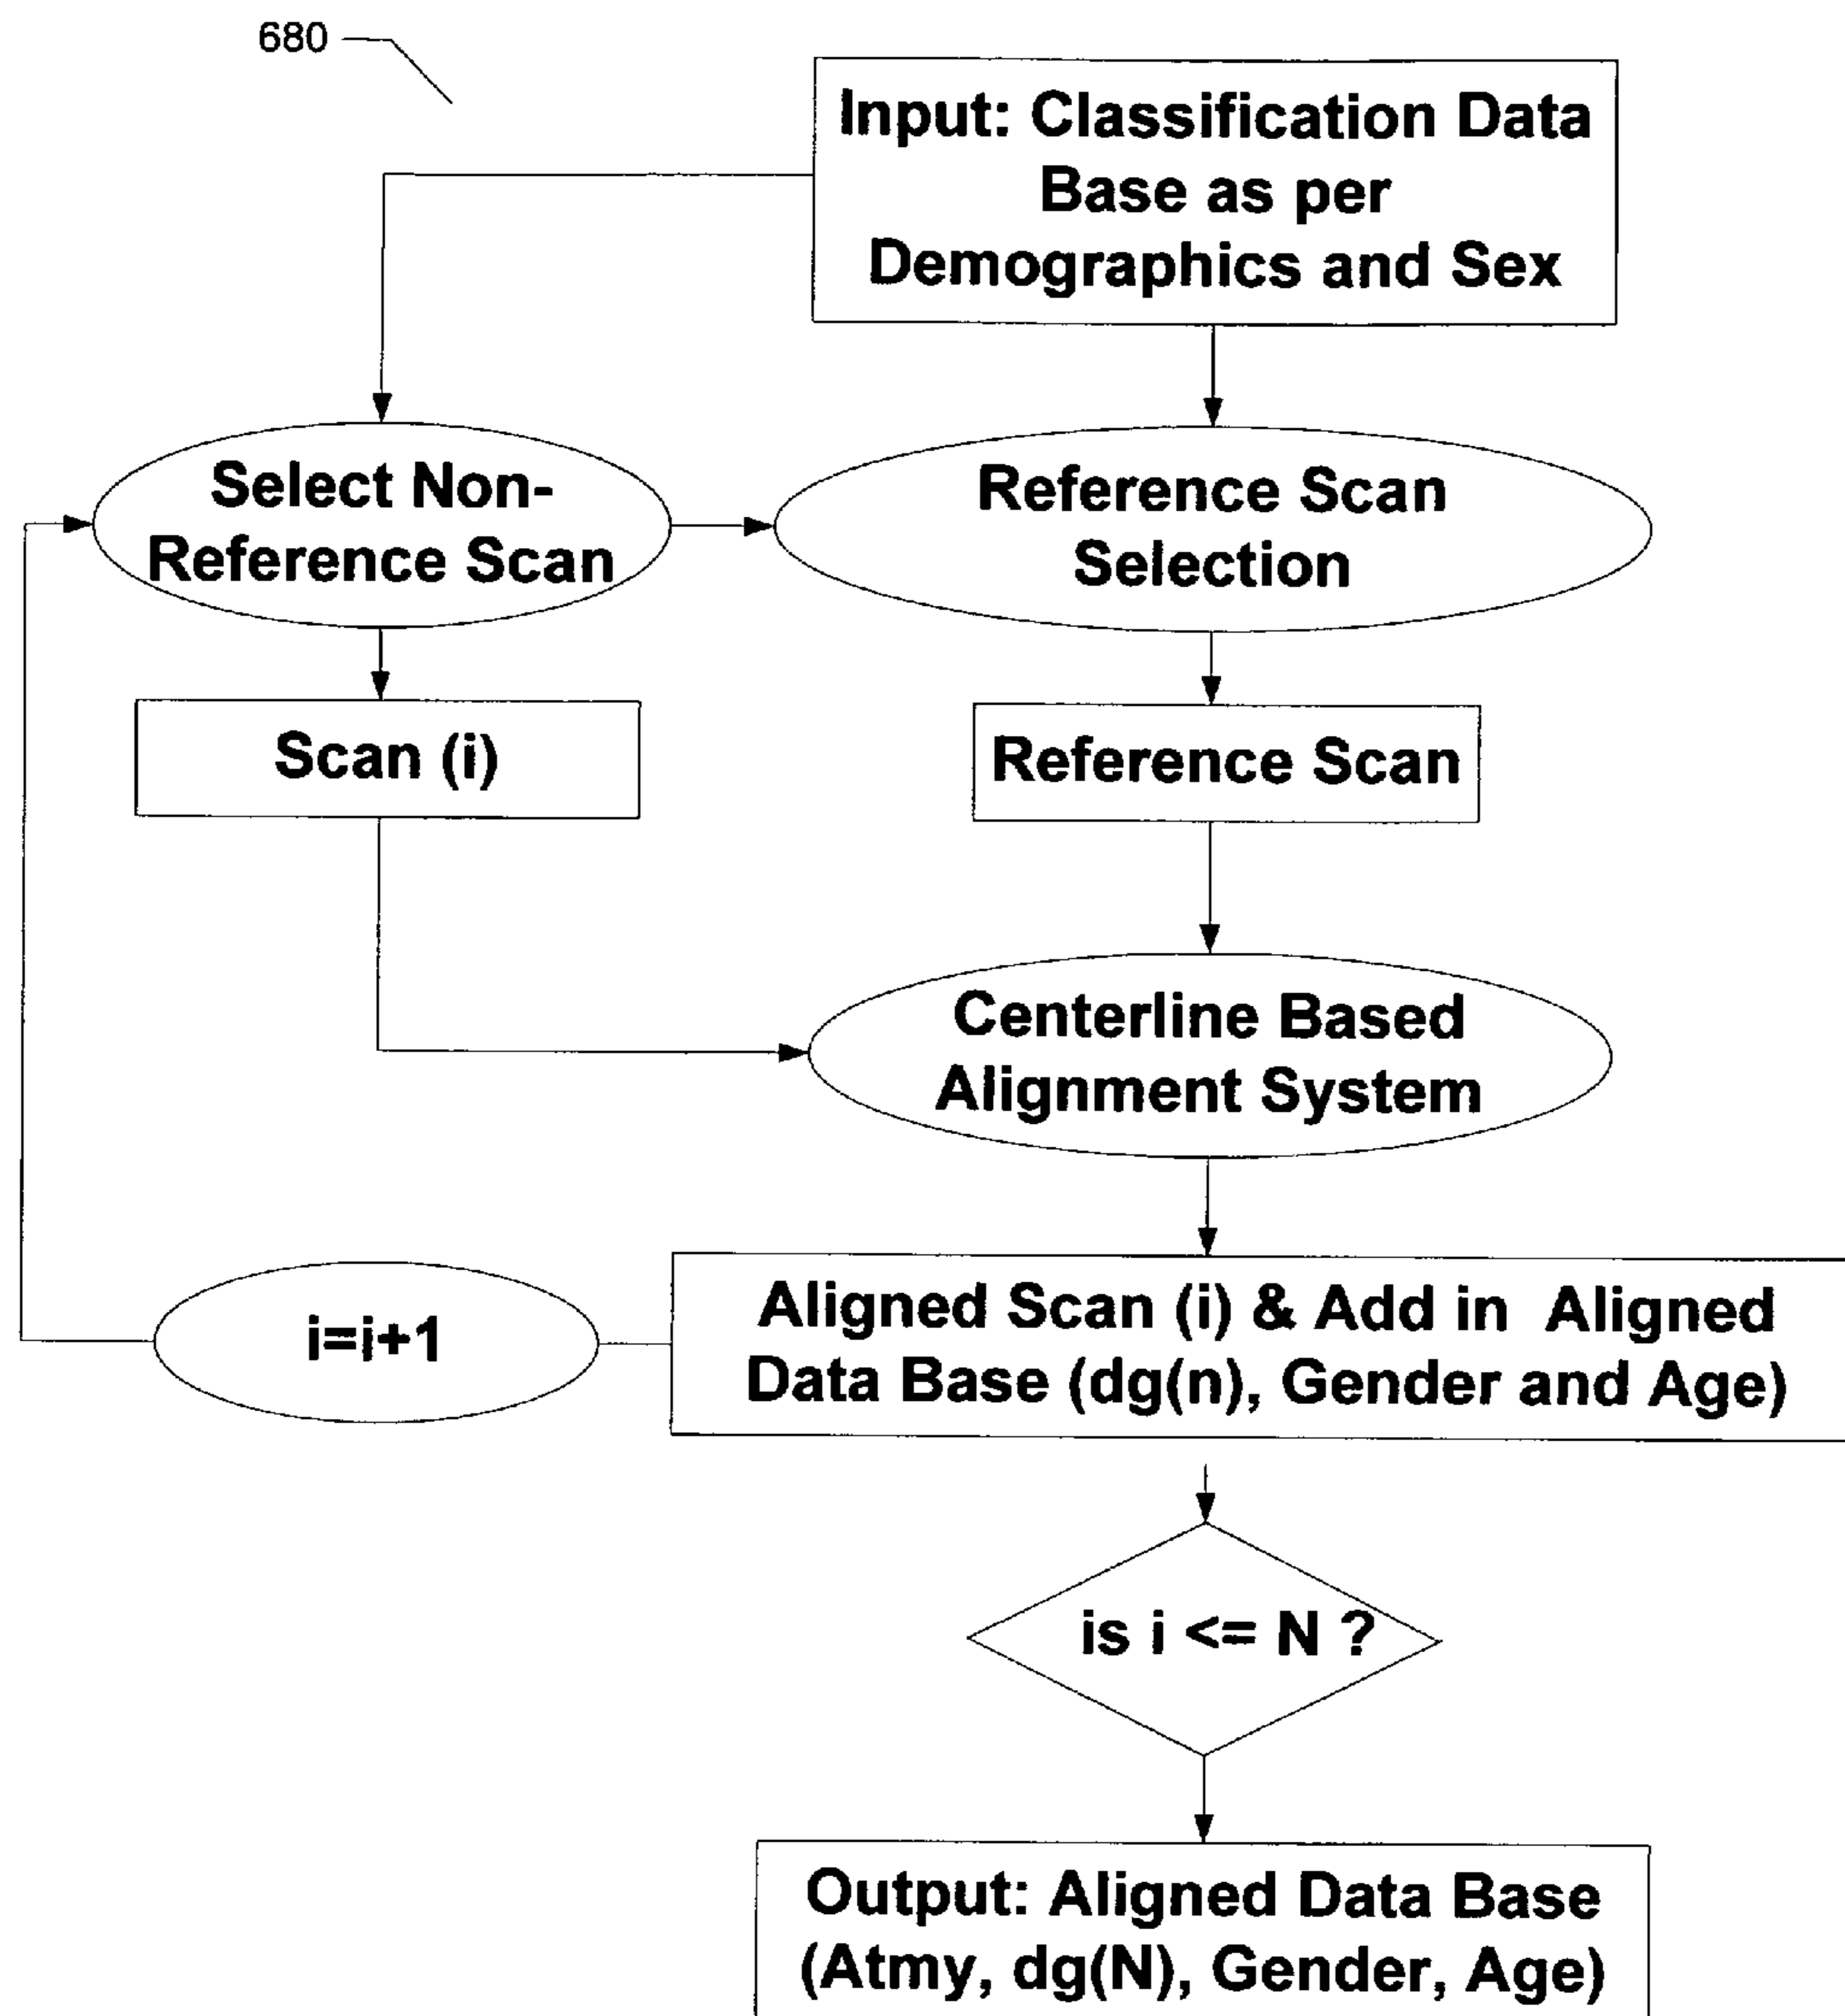 680
Input: Classification Data
Base as per
Demographics and Sex
Select Non-
Reference Scan
Reference Scan
Selection
Scan (i)
Reference Scan
Centerline Based
Alignment System
i=i+1
Aligned Scan (i) & Add in Aligned
Data Base (dg(n), Gender and Age)
is i <= N ?
Output: Aligned Data Base
(Atmy, dg(N), Gender, Age)